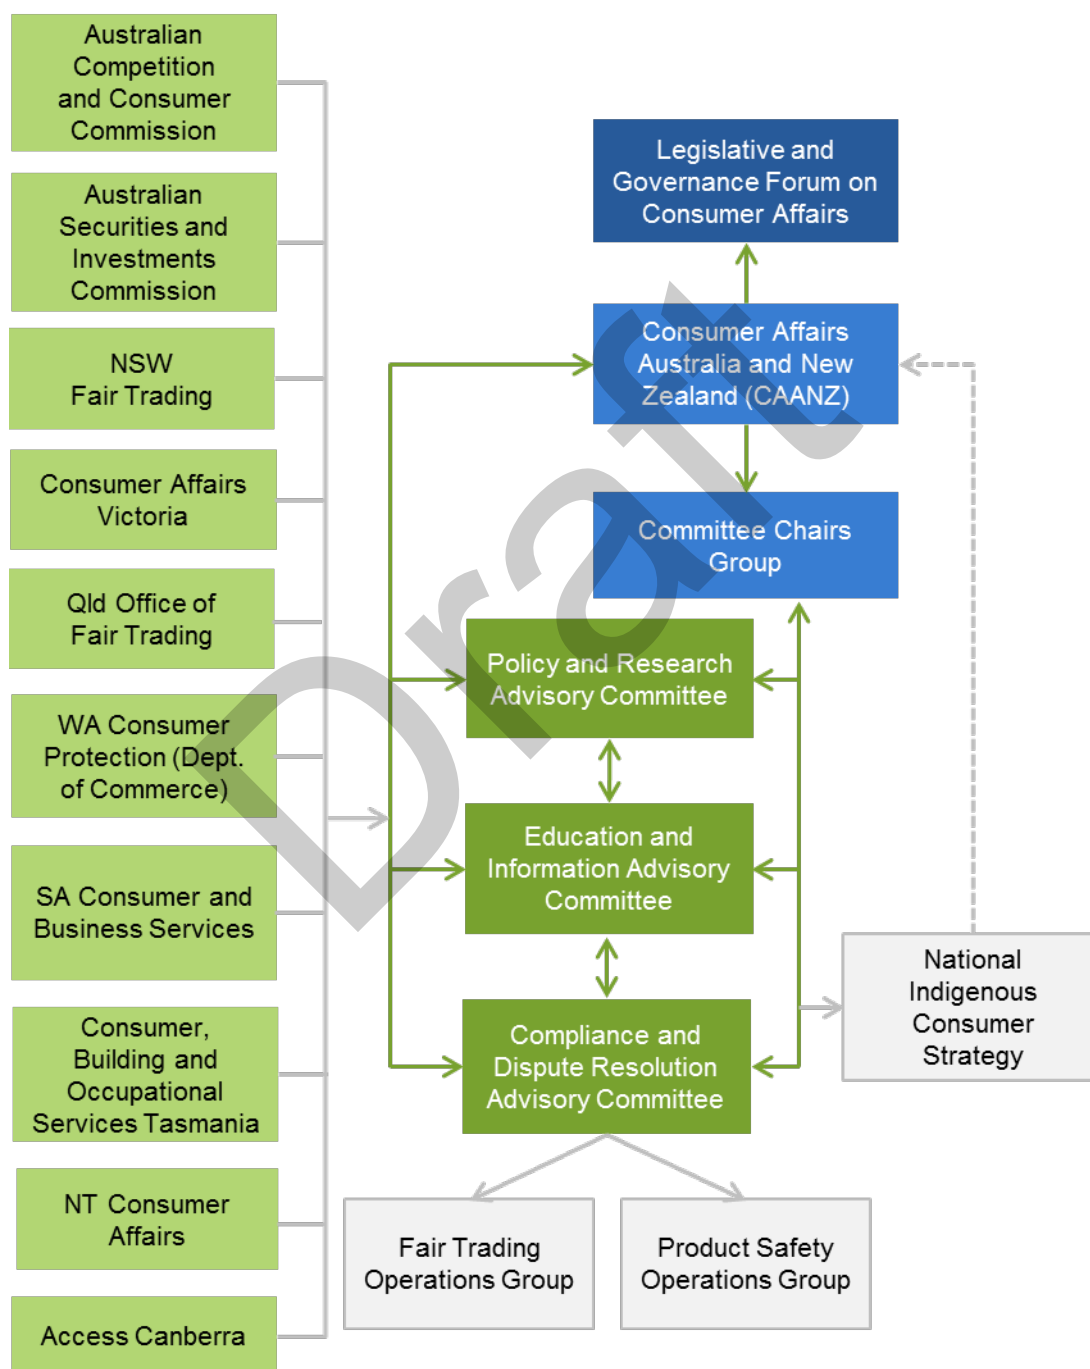 Australian
Competition
and Consumer
Commission
Australian
Securities and
Investments
Commission
NSW
Fair Trading
Consumer Affairs
Victoria
Qld Office of
Fair Trading
WA Consumer
Protection (Dept.
of Commerce)
SA Consumer and
Business Services
Consumer,
Building and
Occupational
Services Tasmania
NT Consumer
Affairs
Access Canberra
Legislative and
Governance Forum on
Consumer Affairs
Consumer Affairs
Australia and New
Zealand (CAANZ)
Committee Chairs
Group
Policy and Research
Advisory Committee
Education and
Information Advisory
Committee
Compliance and
Dispute Resolution
Advisory Committee
National
Indigenous
Consumer
Strategy
Fair Trading
Operations Group
Product Safety
Operations Group
Draft